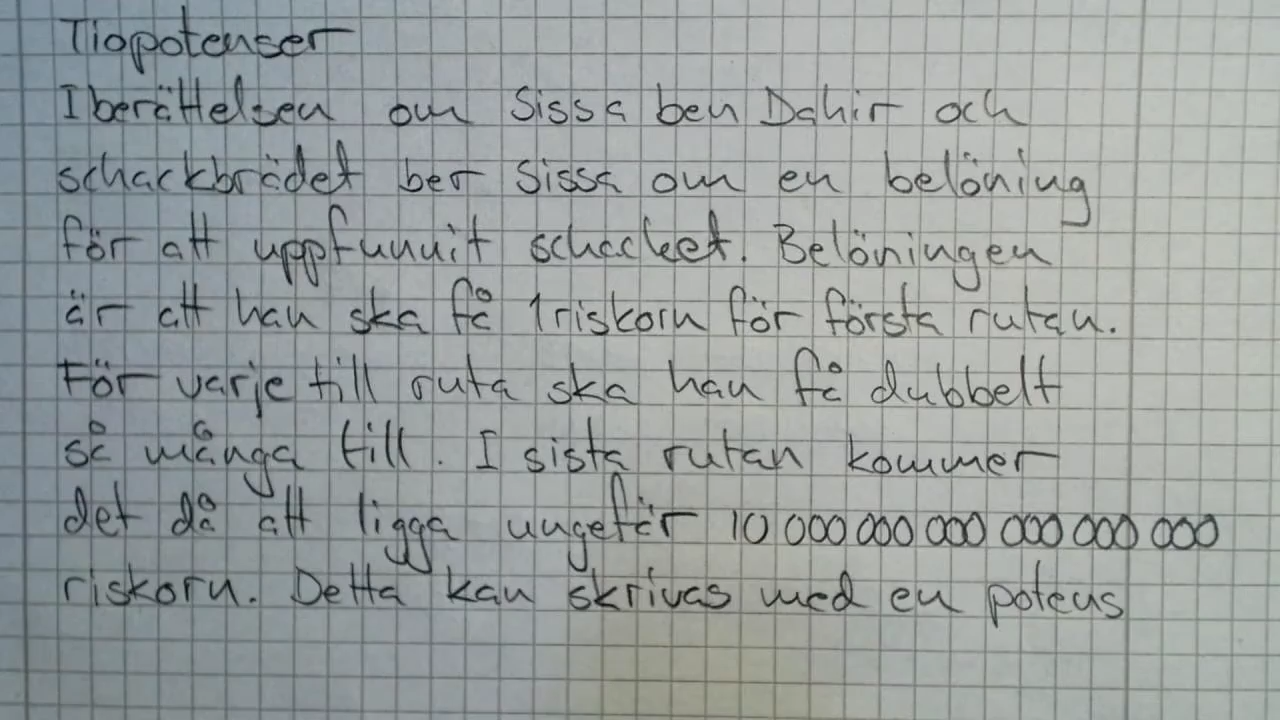 Tiopotenser
I berättelsen om Sissa ben Dahir och
schackbrädet ber Sissa om en belöning
för att uppfunnit schacket. Belöningen
är att han ska få 1 riskorn för första rutan.
För varje till ruta ska han få dubbelt
så många till. I sista rutan kommer
det då att ligga ungefär 10 000 000 000 000 000 000
riskorn. Detta kan skrivas med en potens